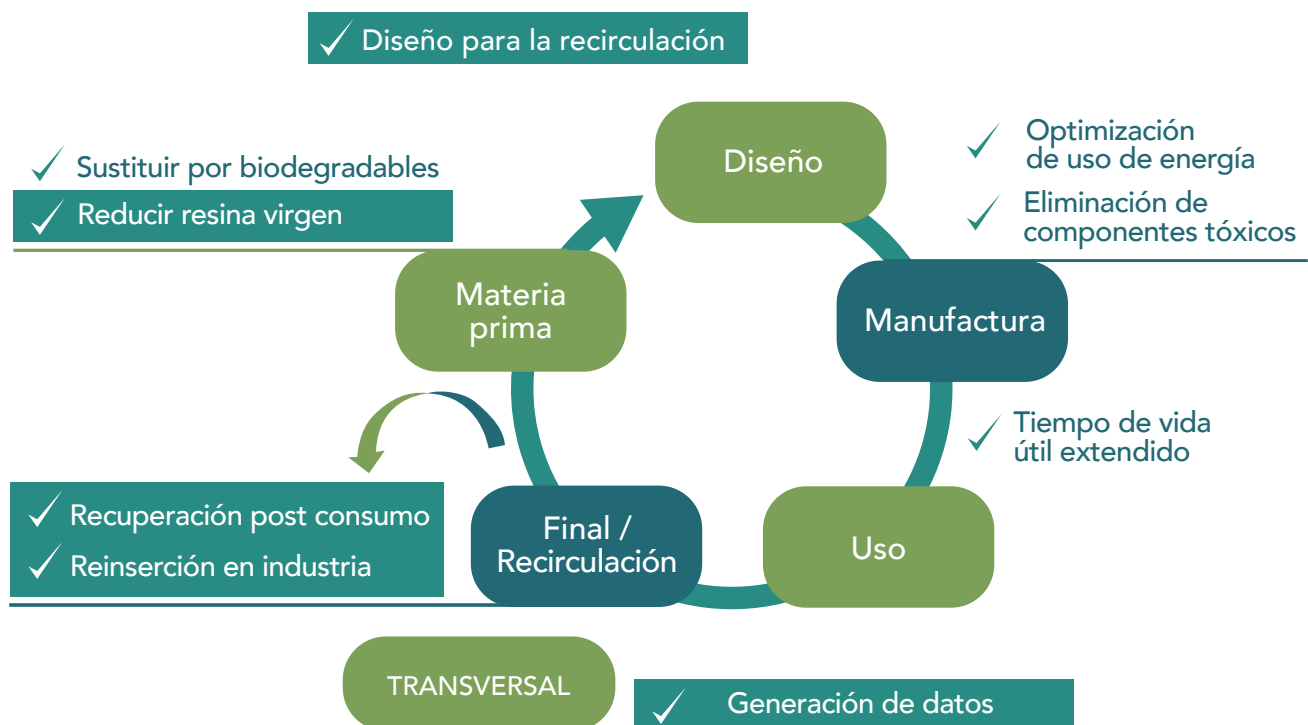 Diseño para la recirculación
Diseño
Optimización
de uso de energía
Eliminación de
componentes tóxicos
Sustituir por biodegradables
Reducir resina virgen
Materia
prima
Manufactura
Tiempo de vida
útil extendido
Recuperación post consumo
Reinserción en industria
Final /
Recirculación
Uso
TRANSVERSAL
Generación de datos